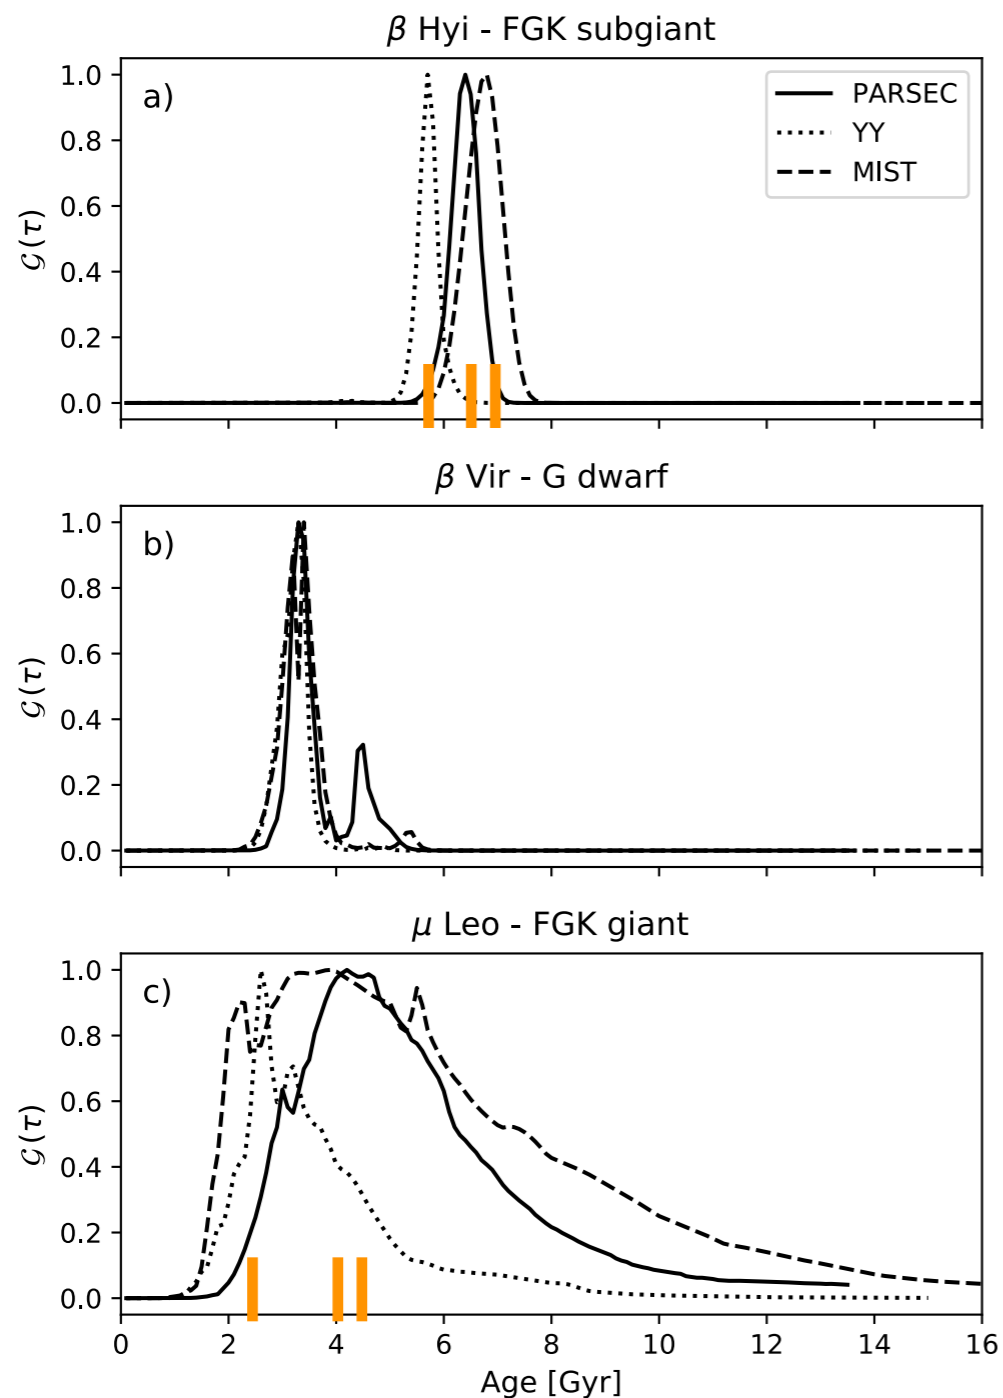 β Hyi - FGK subgiant
a)
PARSEC
YY
MIST
1.0
0.8
0.6
0.4
0.2
0.0
𝒢(τ)
β Vir - G dwarf
b)
1.0
0.8
0.6
0.4
0.2
0.0
𝒢(τ)
μ Leo - FGK giant
c)
1.0
0.8
0.6
0.4
0.2
0.0
𝒢(τ)
0 2 4 6 8 10 12 14 16
Age [Gyr]